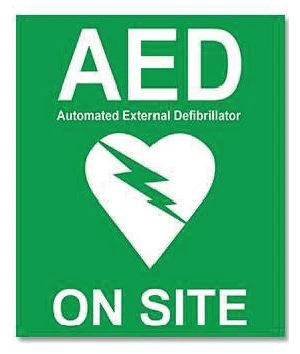 AED
Automated External Defibrillator
ON SITE